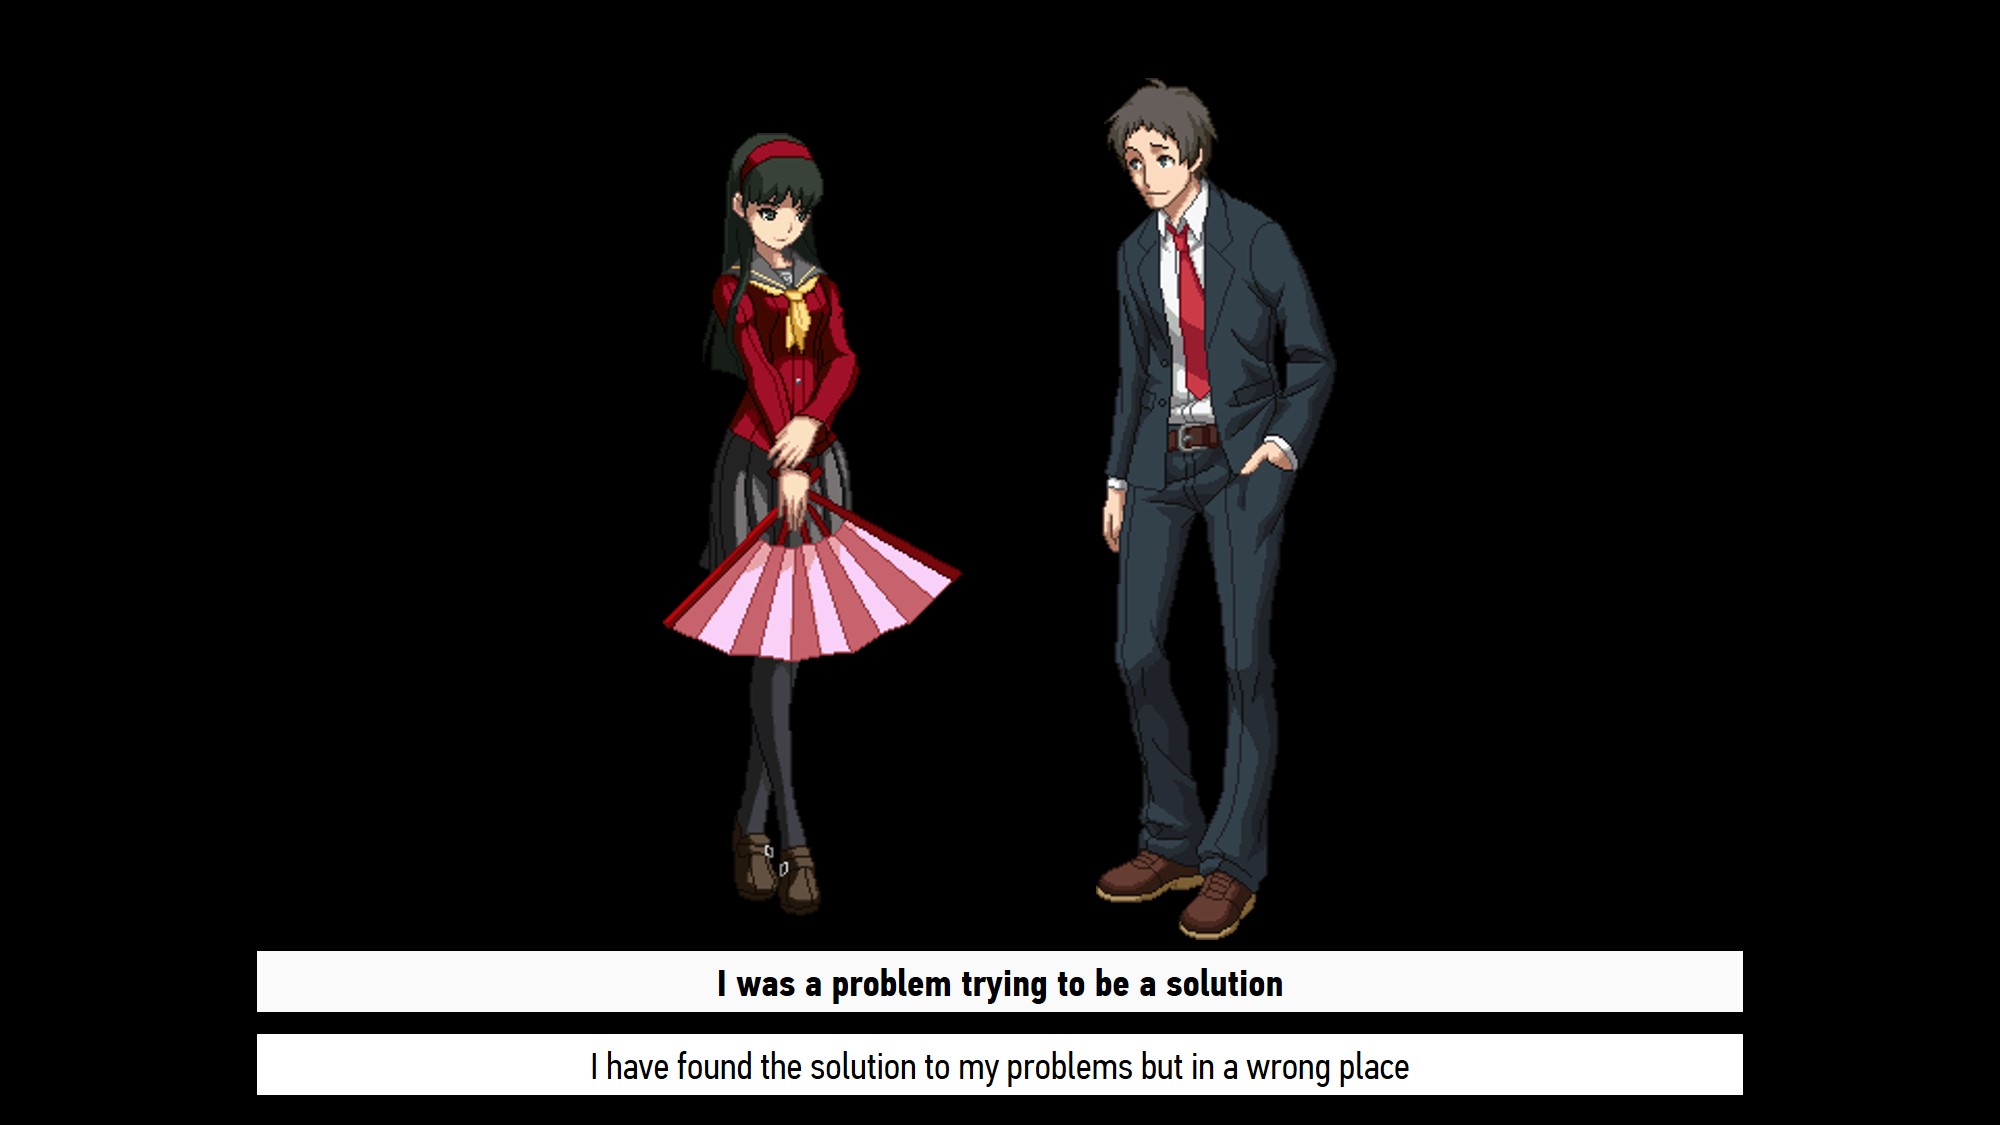 I was a problem trying to be a solution
I have found the solution to my problems but in a wrong place